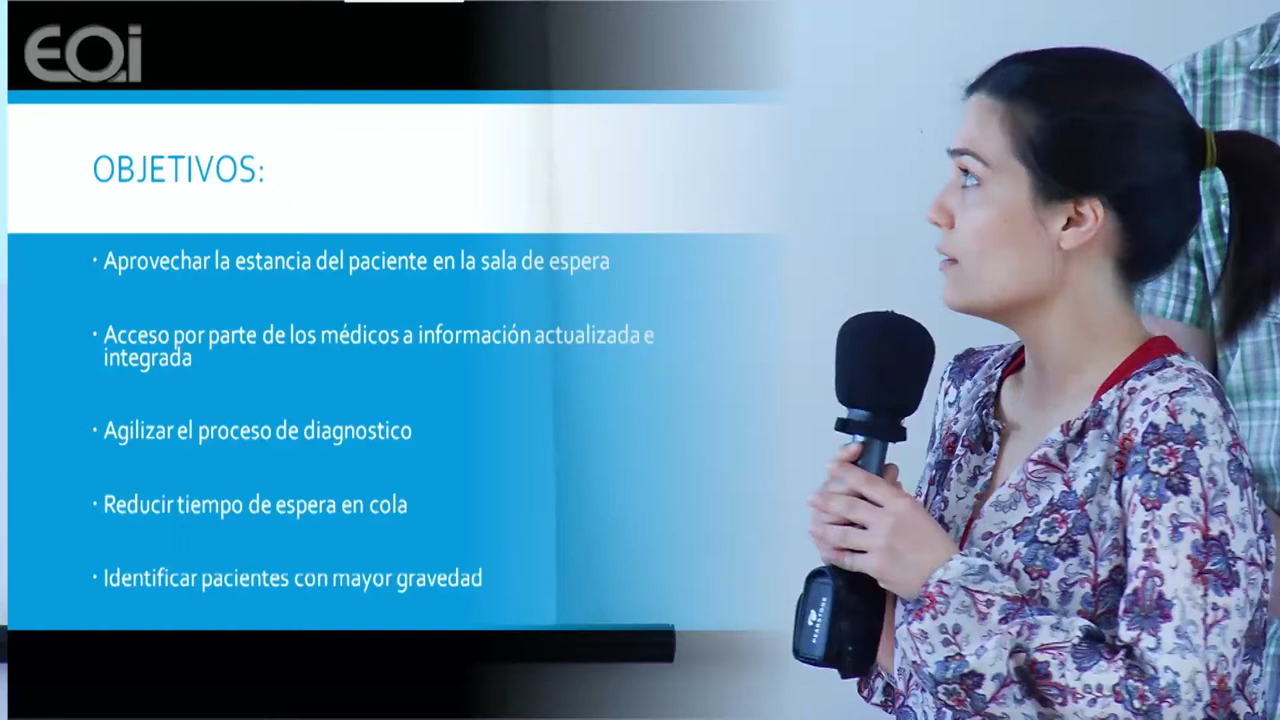 EOi
OBJETIVOS:
· Aprovechar la estancia del paciente en la sala de espera
· Acceso por parte de los médicos a información actualizada e
integrada
· Agilizar el proceso de diagnostico
· Reducir tiempo de espera en cola
· Identificar pacientes con mayor gravedad